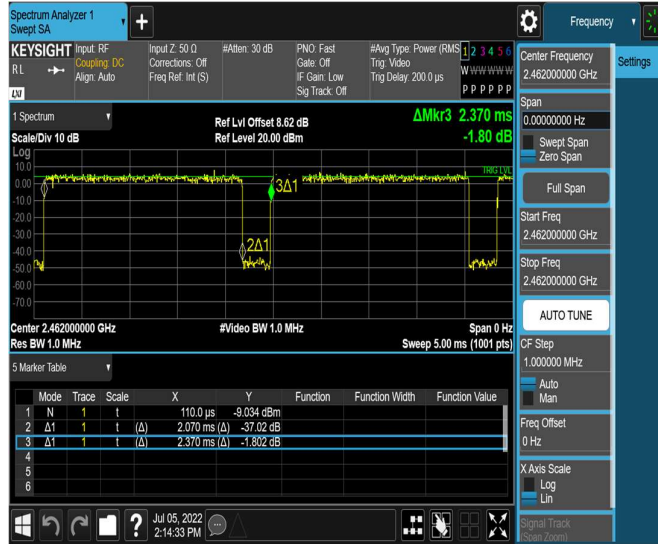 Spectrum Analyzer 1
Swept SA
+
Frequency
KEYSIGHT
RL
LXI
Input: RF
Coupling: DC
Align: Auto
Input Z: 50 Ω
Corrections: Off
Freq Ref: Int (S)
#Atten: 30 dB
PNO: Fast
Gate: Off
IF Gain: Low
Sig Track: Off
#Avg Type: Power (RMS
Trig: Video
Trig Delay: 200.0 µs
1 2 3 4 5 6
W W W W W W
P P P P P P
Center Frequency
2.462000000 GHz
Settings
Span
0.00000000 Hz
Swept Span
Zero Span
Full Span
Start Freq
2.462000000 GHz
Stop Freq
2.462000000 GHz
AUTO TUNE
CF Step
1.000000 MHz
Auto
Man
Freq Offset
0 Hz
X Axis Scale
Log
Lin
Signal Track
(Span Zoom)
1 Spectrum
Scale/Div 10 dB
Ref Lvl Offset 8.62 dB
Ref Level 20.00 dBm
ΔMkr3 2.370 ms
-1.80 dB
Log
10.0
0.00
-10.0
-20.0
-30.0
-40.0
-50.0
-60.0
-70.0
TRIG LVL
3Δ1
2Δ1
Center 2.462000000 GHz
#Video BW 1.0 MHz
Span 0 Hz
Res BW 1.0 MHz
Sweep 5.00 ms (1001 pts)
5 Marker Table
Mode Trace Scale X Y Function Function Width Function Value
1 N 1 t 110.0 µs -9.034 dBm
2 Δ1 1 t (Δ) 2.070 ms (Δ) -37.02 dB
3 Δ1 1 t (Δ) 2.370 ms (Δ) -1.802 dB
4
5
6
?
Jul 05, 2022
2:14:33 PM